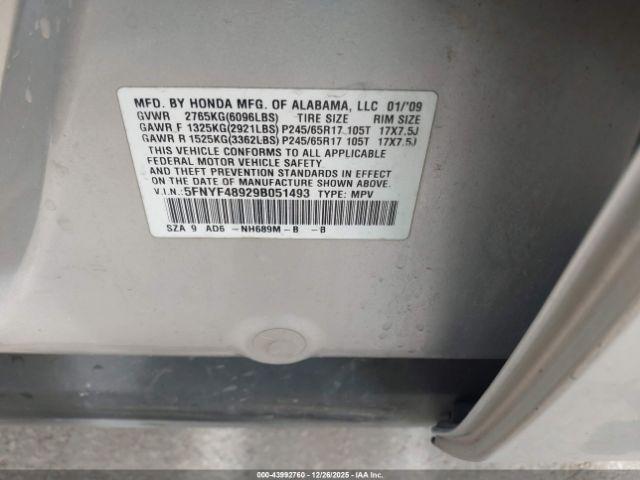 MFD. BY HONDA MFG. OF ALABAMA, LLC 01/'09
GVWR 2765KG(6096LBS) TIRE SIZE RIM SIZE
GAWR F 1325KG(2921LBS) P245/65R17 105T 17X7.5J
GAWR R 1525KG(3362LBS) P245/65R17 105T 17X7.5J
THIS VEHICLE CONFORMS TO ALL APPLICABLE
FEDERAL MOTOR VEHICLE SAFETY
AND THEFT PREVENTION STANDARDS IN EFFECT ON
THE DATE OF MANUFACTURE SHOWN ABOVE.
V.I.N.: 5FNYF48929B051493 TYPE: MPV
SZA 9 AD6 -NH689M-B -B
000-43992760 - 12/26/2025 - IAA Inc.